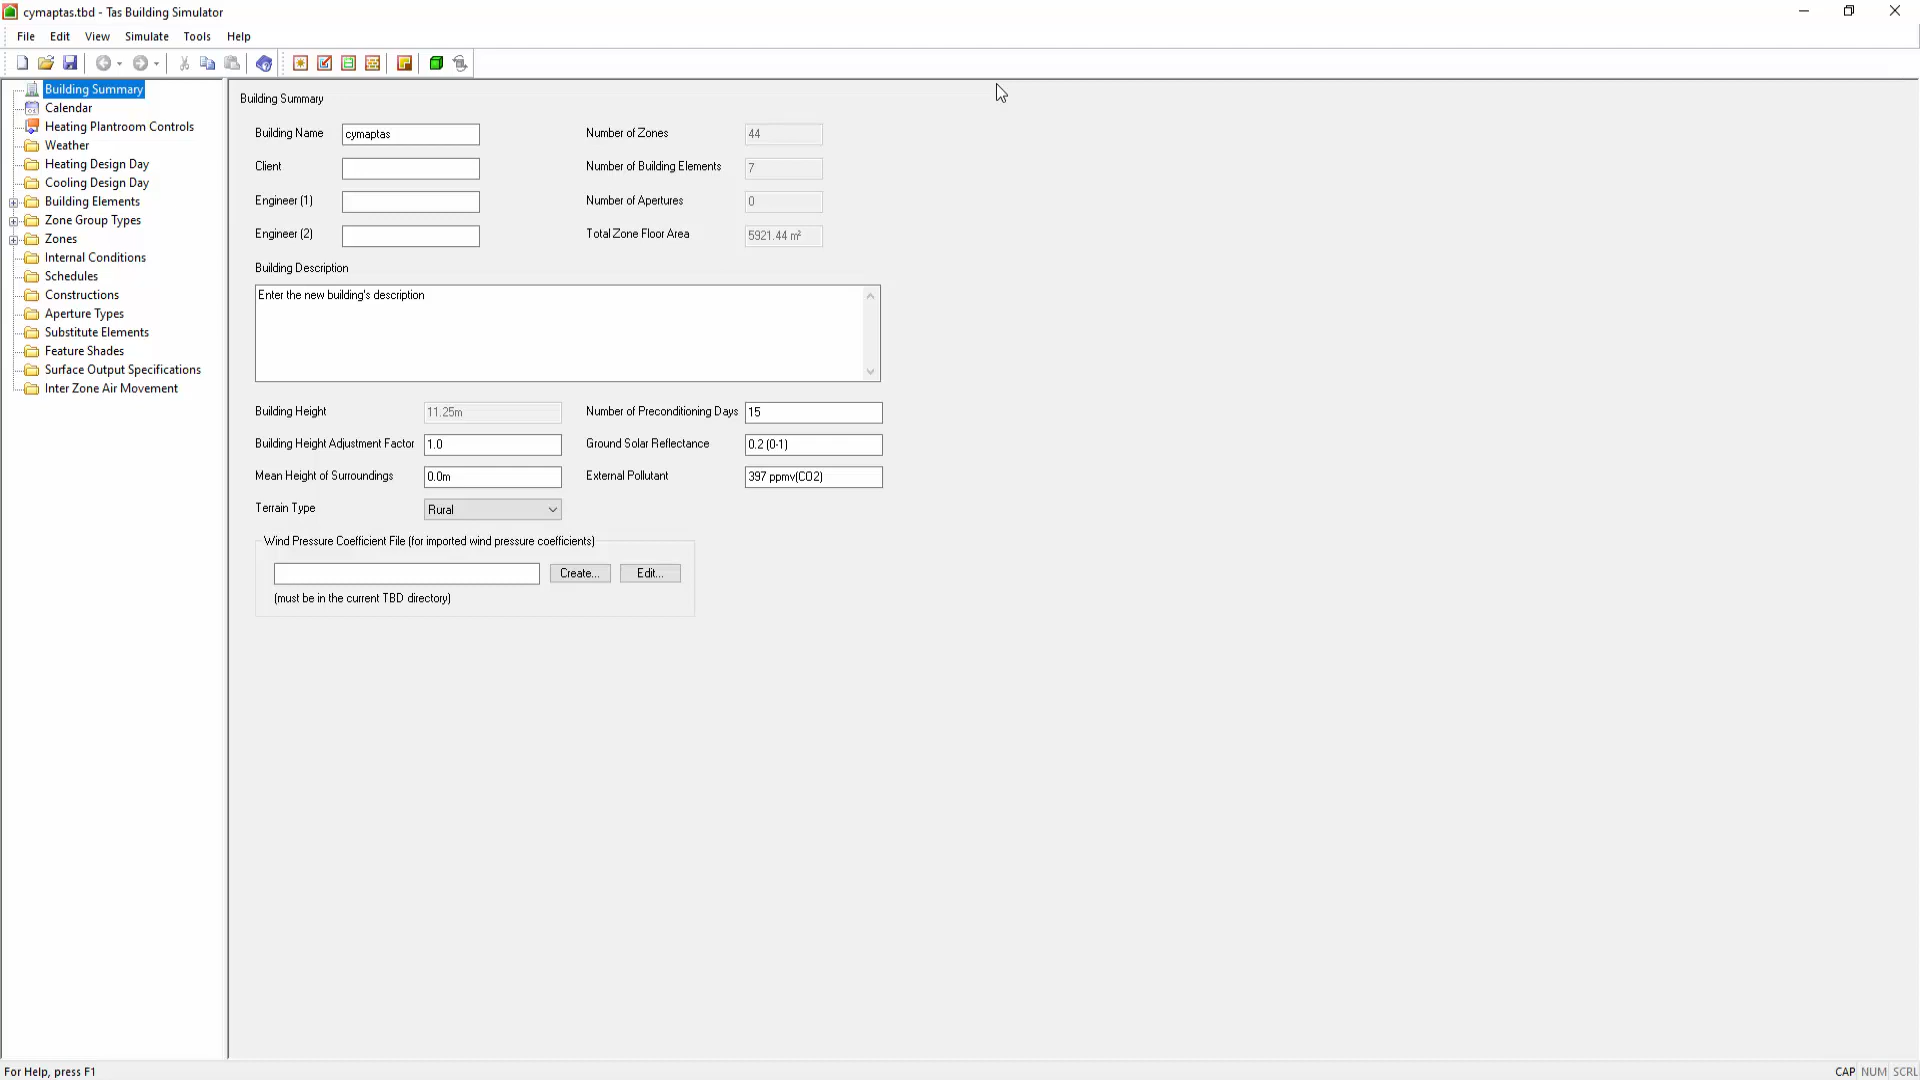 cymaptas.tbd - Tas Building Simulator
File Edit View Simulate Tools Help
Building Summary
Calendar
Heating Plantroom Controls
Weather
Heating Design Day
Cooling Design Day
Building Elements
Zone Group Types
Zones
Internal Conditions
Schedules
Constructions
Aperture Types
Substitute Elements
Feature Shades
Surface Output Specifications
Inter Zone Air Movement
Building Summary
Building Name cymaptas Number of Zones 44
Client Number of Building Elements 7
Engineer (1) Number of Apertures 0
Engineer (2) Total Zone Floor Area 5921.44 m²
Building Description
Enter the new building's description
Building Height 11.25m Number of Preconditioning Days 15
Building Height Adjustment Factor 1.0 Ground Solar Reflectance 0.2 (0-1)
Mean Height of Surroundings 0.0m External Pollutant 397 ppmv(CO2)
Terrain Type Rural
Wind Pressure Coefficient File (for imported wind pressure coefficients)
Create... Edit...
(must be in the current TBD directory)
For Help, press F1 CAP NUM SCRL